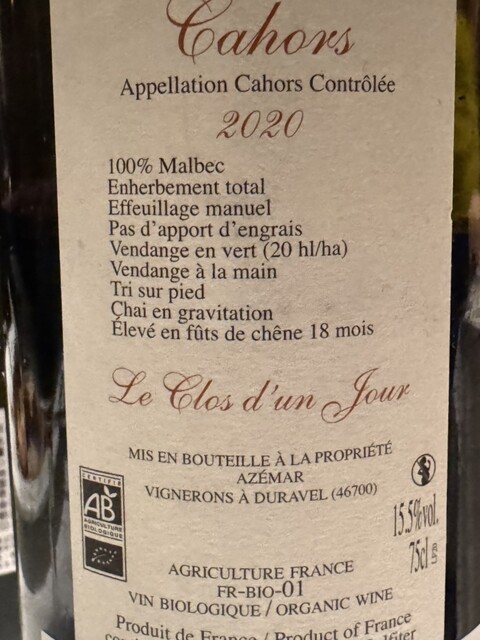 Cahors
Appellation Cahors Contrôlée
2020
100% Malbec
Enherbement total
Effeuillage manuel
Pas d'apport d'engrais
Vendange en vert (20 hl/ha)
Vendange à la main
Tri sur pied
Chai en gravitation
Élevé en fûts de chêne 18 mois
Le Clos d'un Jour
MIS EN BOUTEILLE À LA PROPRIÉTÉ
AZÉMAR
VIGNERONS À DURAVEL (46700)
CERTIFIÉ
AB
AGRICULTURE
BIOLOGIQUE
15.5%vol.
75cl
AGRICULTURE FRANCE
FR-BIO-01
VIN BIOLOGIQUE / ORGANIC WINE
Produit de France / Product of France